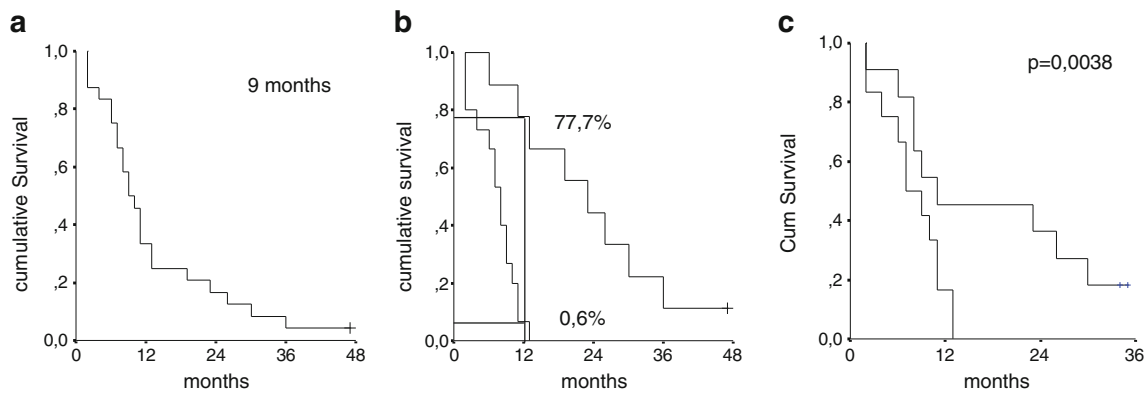 a
9 months
cumulative Survival
1,0
,8
,6
,4
,2
0,0
0 12 24 36 48
months
b
77,7%
0,6%
cumulative survival
1,0
,8
,6
,4
,2
0,0
0 12 24 36 48
months
c
p=0,0038
Cum Survival
1,0
,8
,6
,4
,2
0,0
0 12 24 36
months